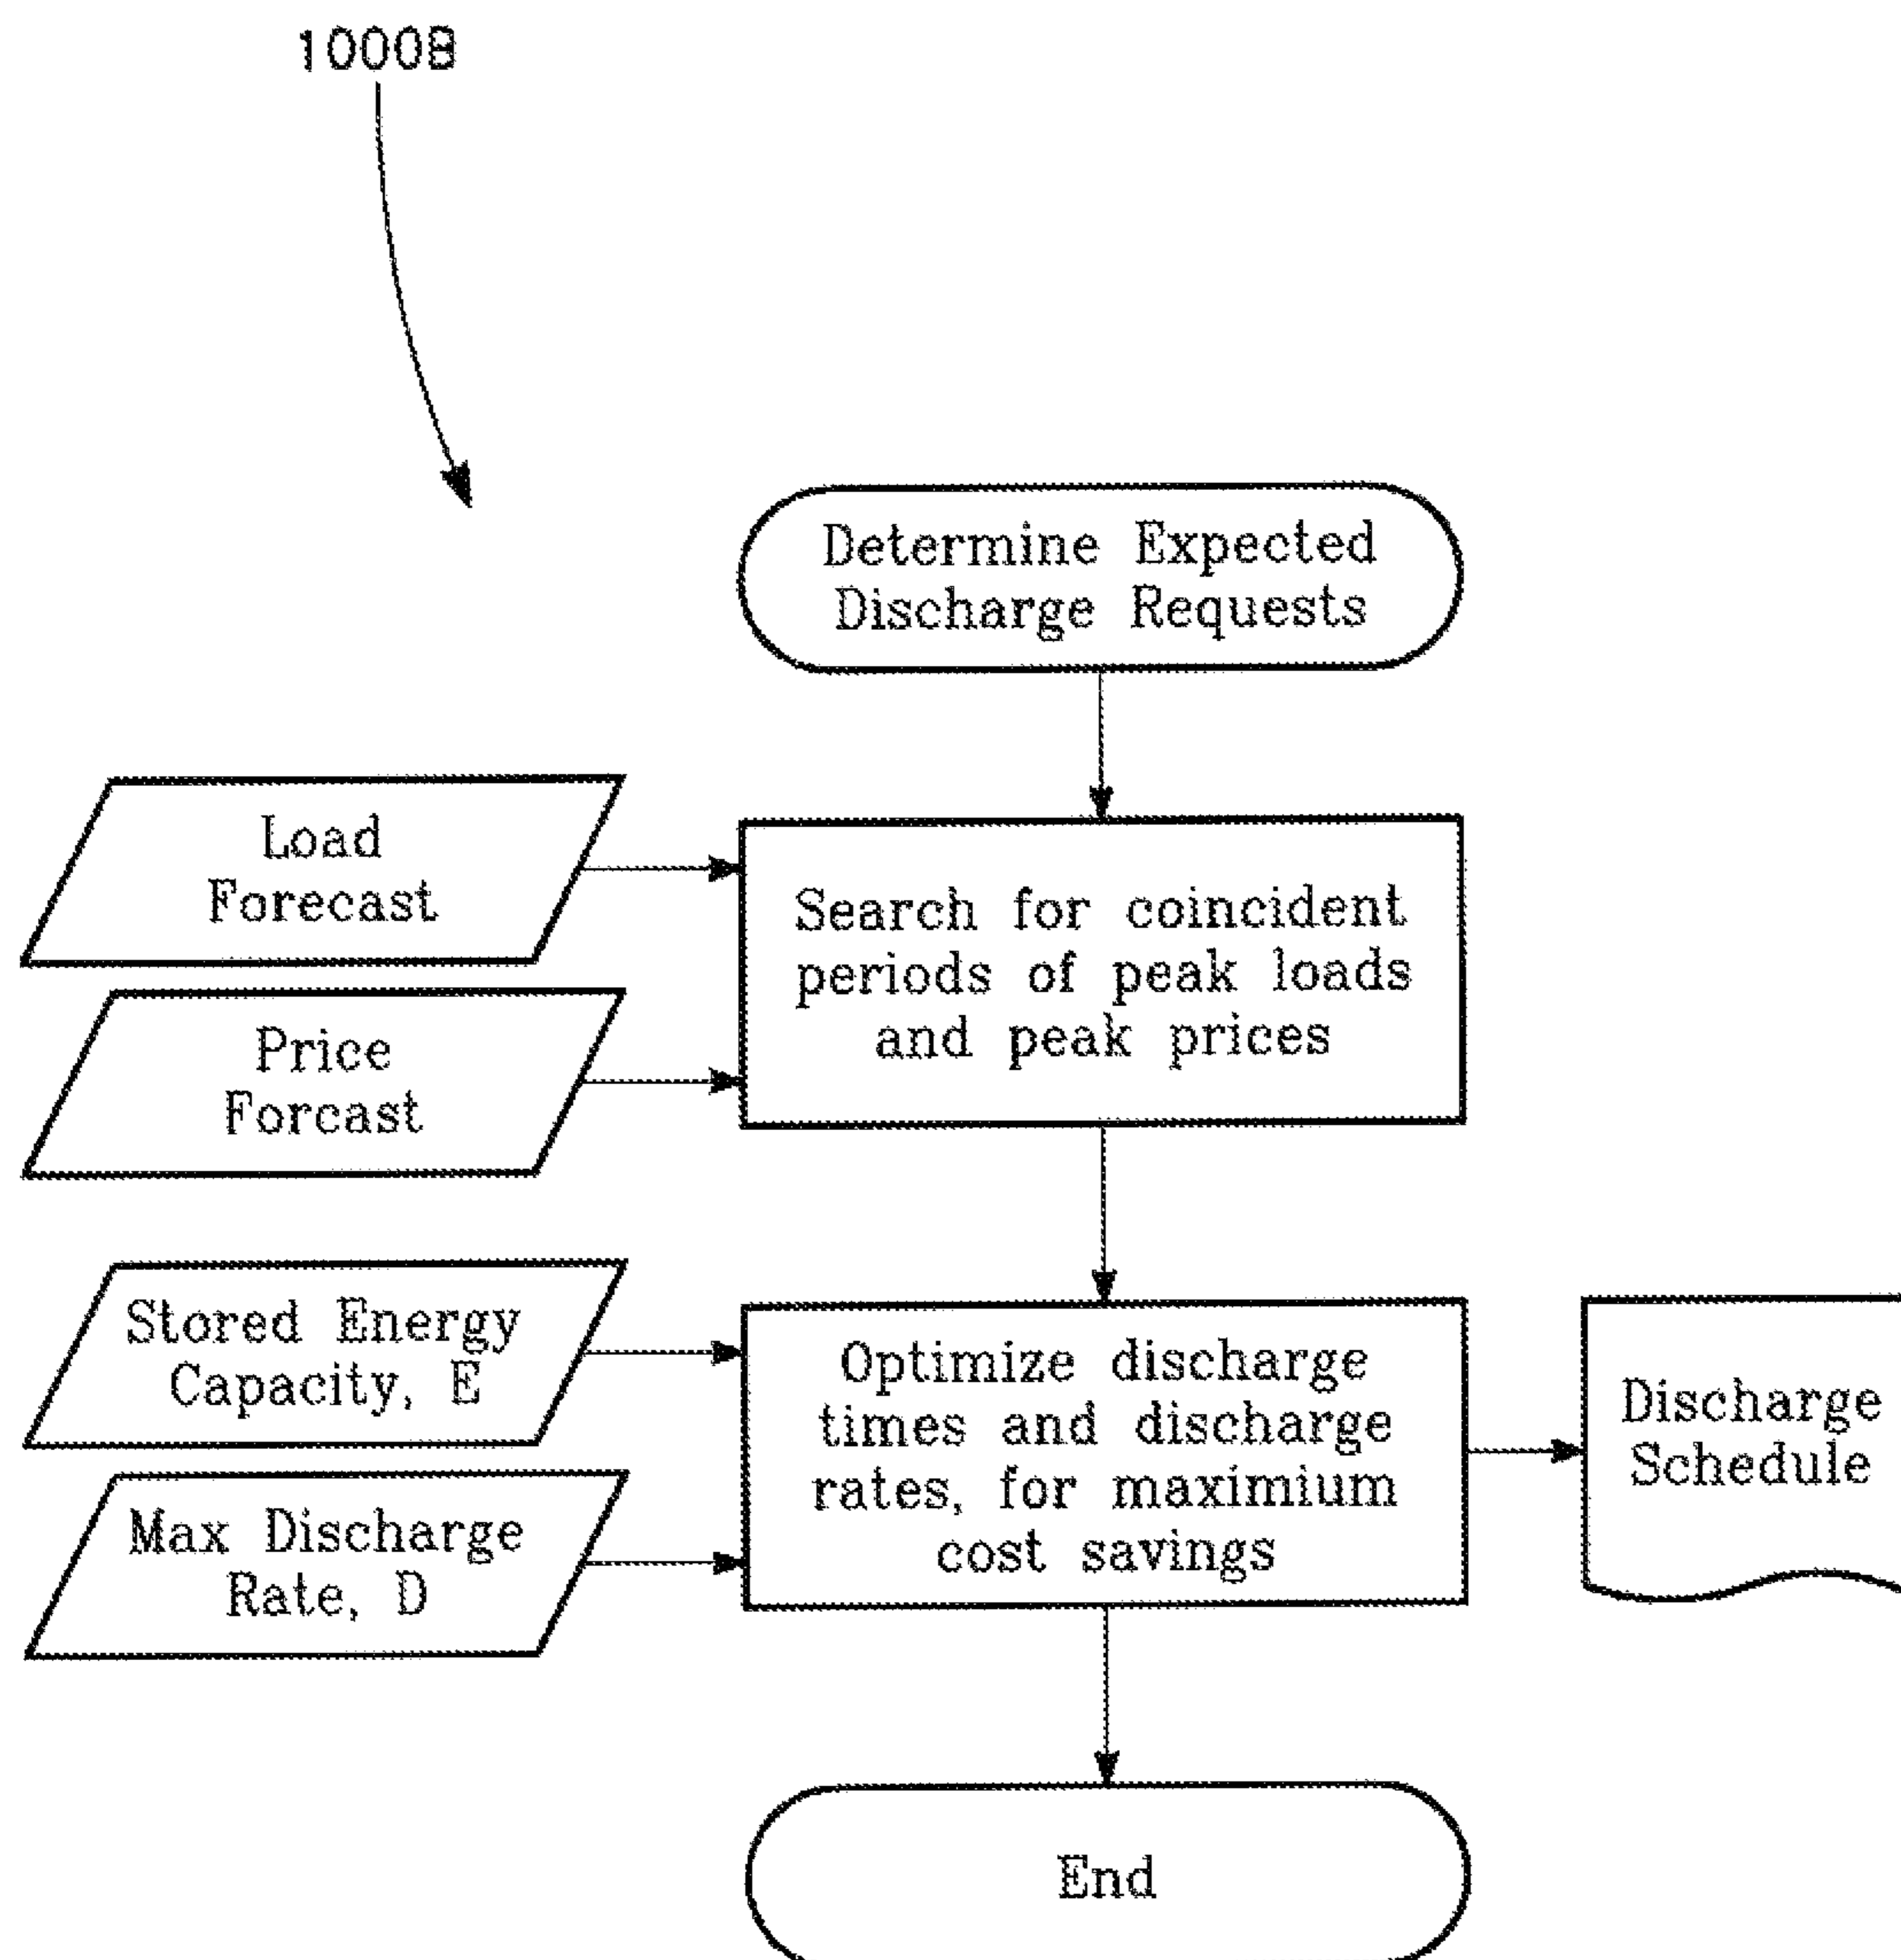 1000B
Determine Expected
Discharge Requests
Load
Forecast
Price
Forcast
Search for coincident
periods of peak loads
and peak prices
Stored Energy
Capacity, E
Max Discharge
Rate, D
Optimize discharge
times and discharge
rates, for maximium
cost savings
Discharge
Schedule
End